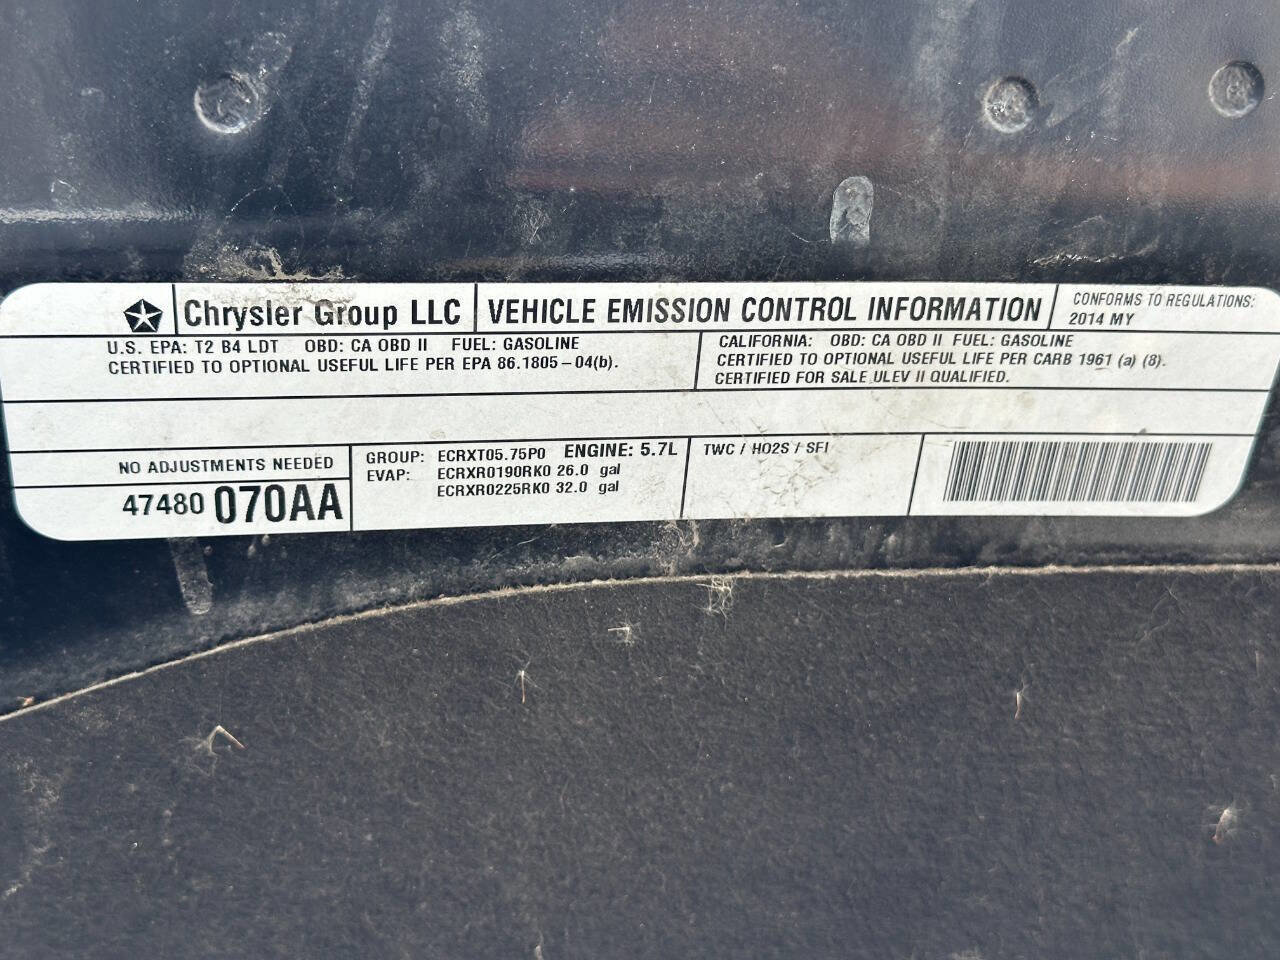 Chrysler Group LLC
VEHICLE EMISSION CONTROL INFORMATION
CONFORMS TO REGULATIONS:
2014 MY
U.S. EPA: T2 B4 LDT OBD: CA OBD II FUEL: GASOLINE
CERTIFIED TO OPTIONAL USEFUL LIFE PER EPA 86.1805-04(b).
CALIFORNIA: OBD: CA OBD II FUEL: GASOLINE
CERTIFIED TO OPTIONAL USEFUL LIFE PER CARB 1961 (a) (8).
CERTIFIED FOR SALE ULEV II QUALIFIED.
NO ADJUSTMENTS NEEDED
47480 070AA
GROUP: ECRXT05.75P0 ENGINE: 5.7L
EVAP: ECRXR0190RK0 26.0 gal
ECRXR0225RK0 32.0 gal
TWC / HO2S / SFI